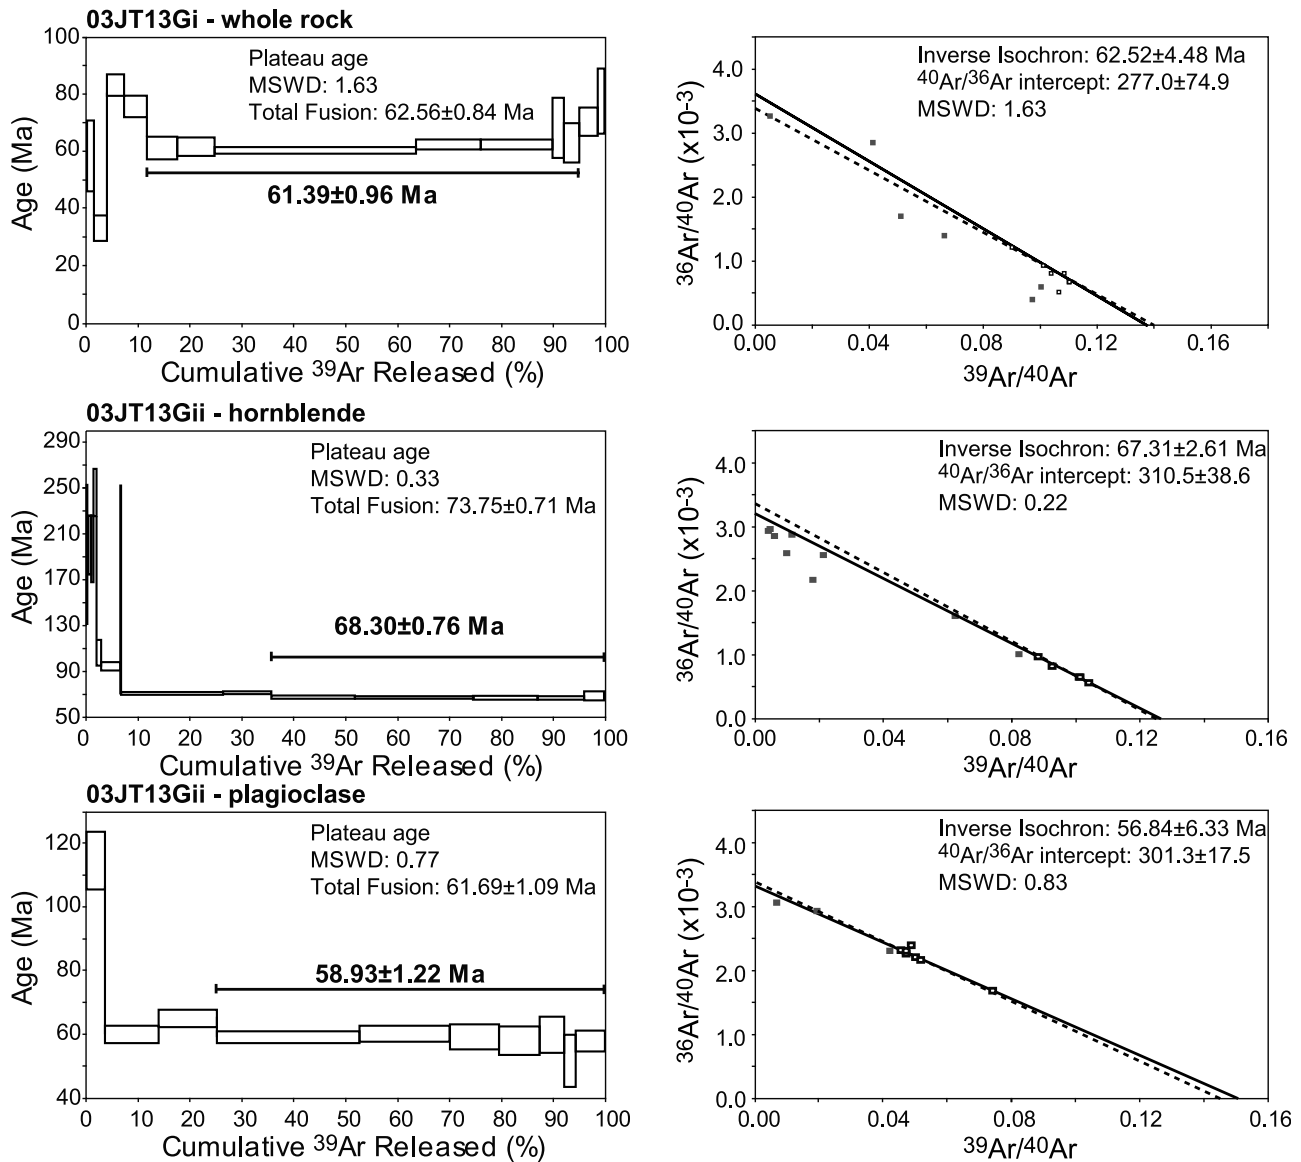 03JT13Gi - whole rock
100
80
60
40
20
0
Age (Ma)
Plateau age
MSWD: 1.63
Total Fusion: 62.56±0.84 Ma
61.39±0.96 Ma
0 10 20 30 40 50 60 70 80 90 100
Cumulative 39Ar Released (%)
4.0
3.0
2.0
1.0
0.0
36Ar/40Ar (x10-3)
Inverse Isochron: 62.52±4.48 Ma
40Ar/36Ar intercept: 277.0±74.9
MSWD: 1.63
0.00 0.04 0.08 0.12 0.16
39Ar/40Ar
03JT13Gii - hornblende
290
250
210
170
130
90
50
Age (Ma)
Plateau age
MSWD: 0.33
Total Fusion: 73.75±0.71 Ma
68.30±0.76 Ma
0 10 20 30 40 50 60 70 80 90 100
Cumulative 39Ar Released (%)
4.0
3.0
2.0
1.0
0.0
36Ar/40Ar (x10-3)
Inverse Isochron: 67.31±2.61 Ma
40Ar/36Ar intercept: 310.5±38.6
MSWD: 0.22
0.00 0.04 0.08 0.12 0.16
39Ar/40Ar
03JT13Gii - plagioclase
120
100
80
60
40
Age (Ma)
Plateau age
MSWD: 0.77
Total Fusion: 61.69±1.09 Ma
58.93±1.22 Ma
0 10 20 30 40 50 60 70 80 90 100
Cumulative 39Ar Released (%)
4.0
3.0
2.0
1.0
0.0
36Ar/40Ar (x10-3)
Inverse Isochron: 56.84±6.33 Ma
40Ar/36Ar intercept: 301.3±17.5
MSWD: 0.83
0.00 0.04 0.08 0.12 0.16
39Ar/40Ar